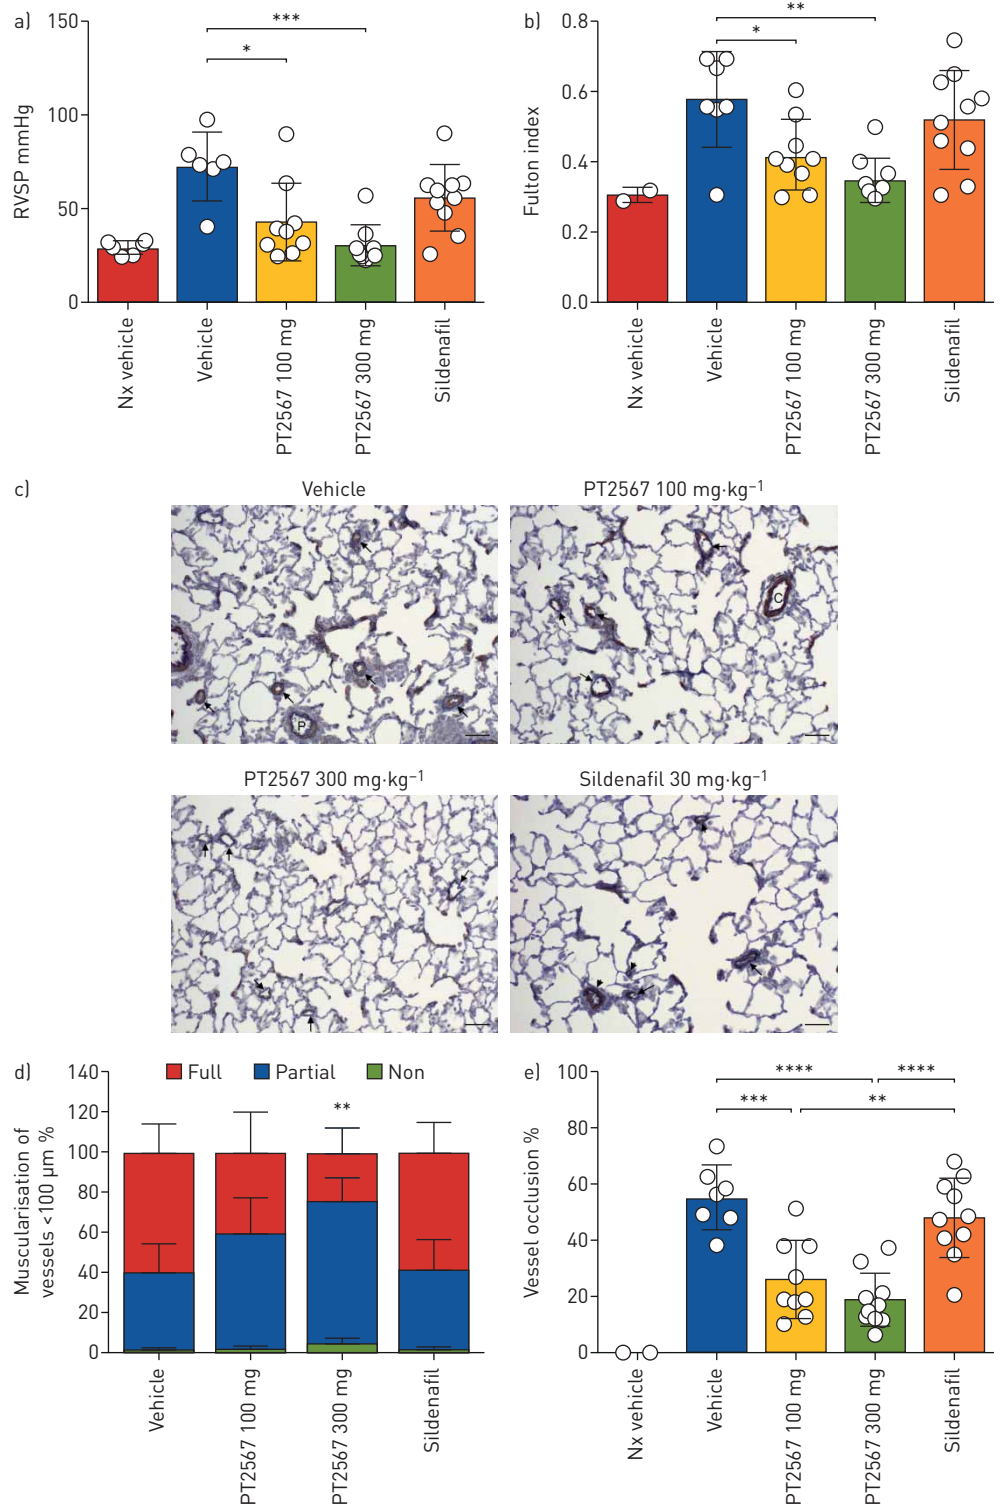 a)
150
100
50
0
RVSP mmHg
***
*
Nx vehicle
Vehicle
PT2567 100 mg
PT2567 300 mg
Sildenafil
b)
0.8
0.6
0.4
0.2
0.0
Fulton index
**
*
Nx vehicle
Vehicle
PT2567 100 mg
PT2567 300 mg
Sildenafil
c)
Vehicle
PT2567 100 mg·kg⁻¹
P
C
PT2567 300 mg·kg⁻¹
Sildenafil 30 mg·kg⁻¹
d)
140
120
100
80
60
40
20
0
Muscularisation of
vessels <100 µm %
Full
Partial
Non
**
Vehicle
PT2567 100 mg
PT2567 300 mg
Sildenafil
e)
100
80
60
40
20
0
Vessel occlusion %
****
****
***
**
Nx vehicle
Vehicle
PT2567 100 mg
PT2567 300 mg
Sildenafil